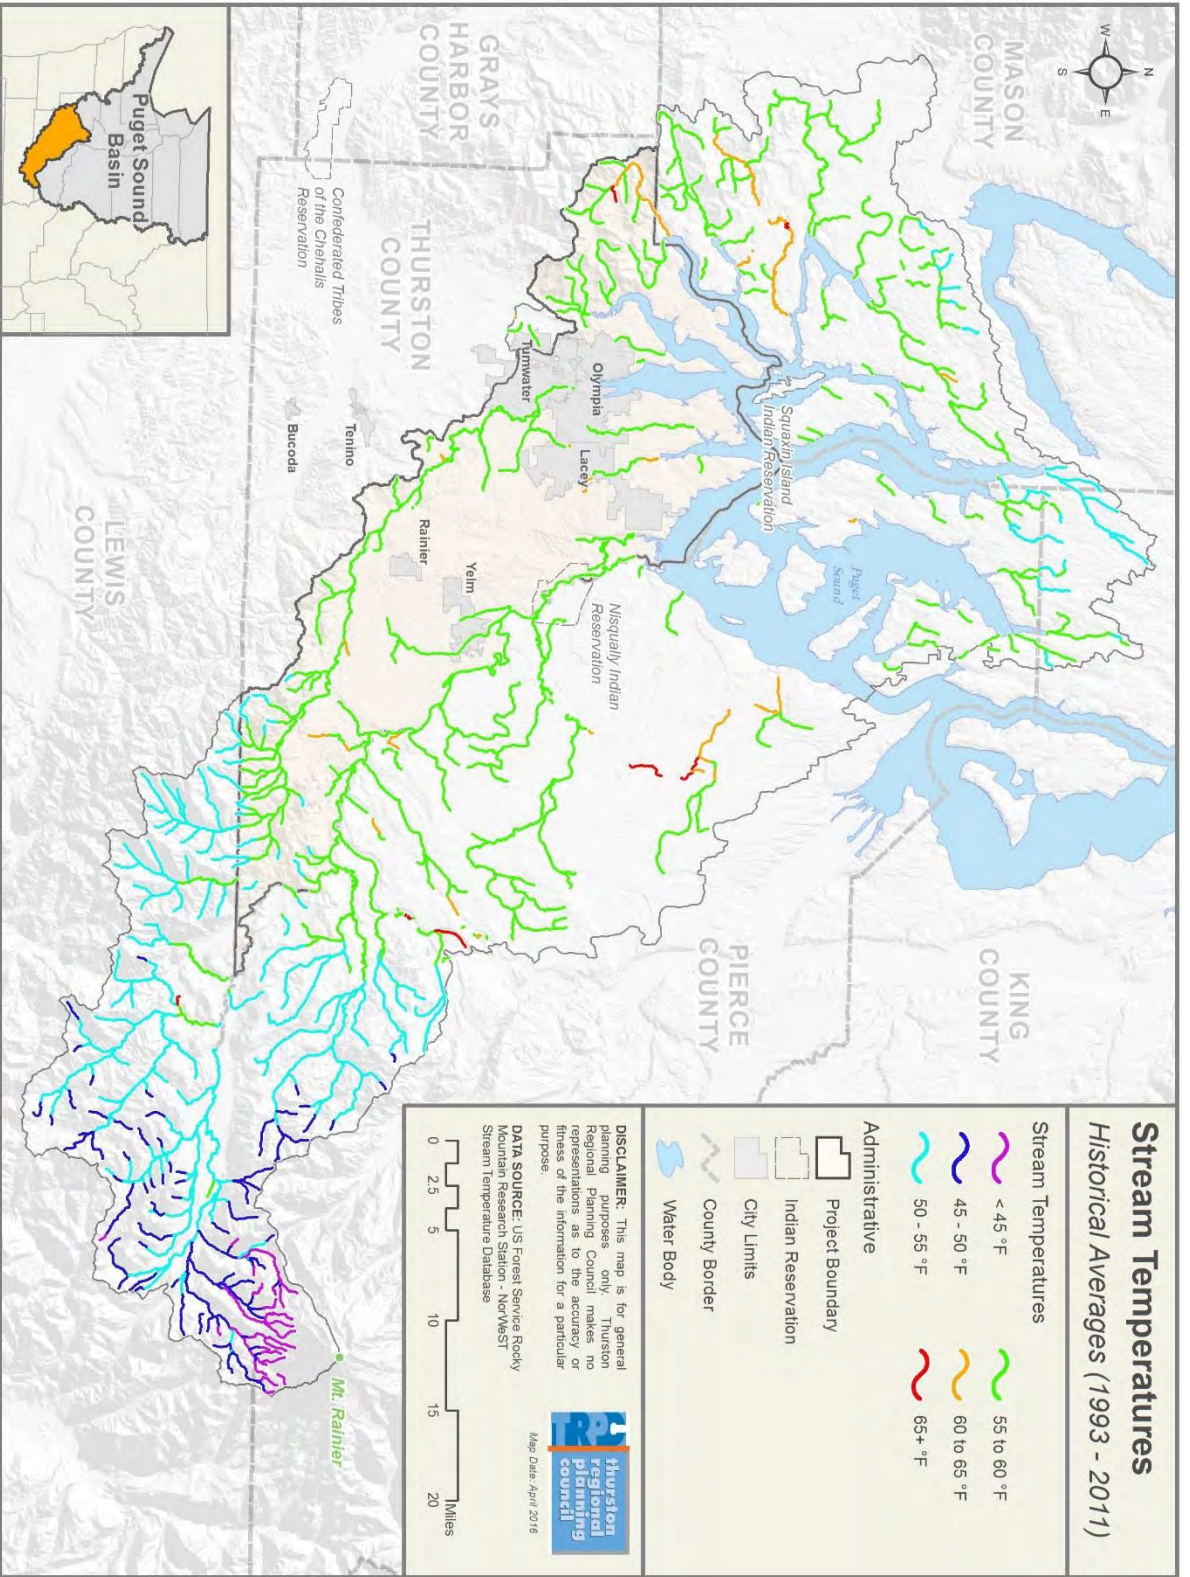 Stream Temperatures
Historical Averages (1993 - 2011)
Stream Temperatures
< 45 °F
45 - 50 °F
50 - 55 °F
55 to 60 °F
60 to 65 °F
65+ °F
Administrative
Project Boundary
Indian Reservation
City Limits
County Border
Water Body
DISCLAIMER: This map is for general
planning purposes only. Thurston
Regional Planning Council makes no
representations as to the accuracy or
fitness of the information for a particular
purpose.
DATA SOURCE: US Forest Service Rocky
Mountain Research Station - NorWeST
Stream Temperature Database
TRPC
thurston
regional
planning
council
Map Date: April 2016
0 2.5 5 10 15 20
Miles
N
W
E
S
MASON
COUNTY
KING
COUNTY
GRAYS
HARBOR
COUNTY
THURSTON
COUNTY
PIERCE
COUNTY
LEWIS
COUNTY
Squaxin Island
Indian Reservation
Puget
Sound
Nisqually Indian
Reservation
Confederated Tribes
of the Chehalis
Reservation
Olympia
Tumwater
Lacey
Tenino
Bucoda
Rainier
Yelm
Mt. Rainier
Puget Sound
Basin